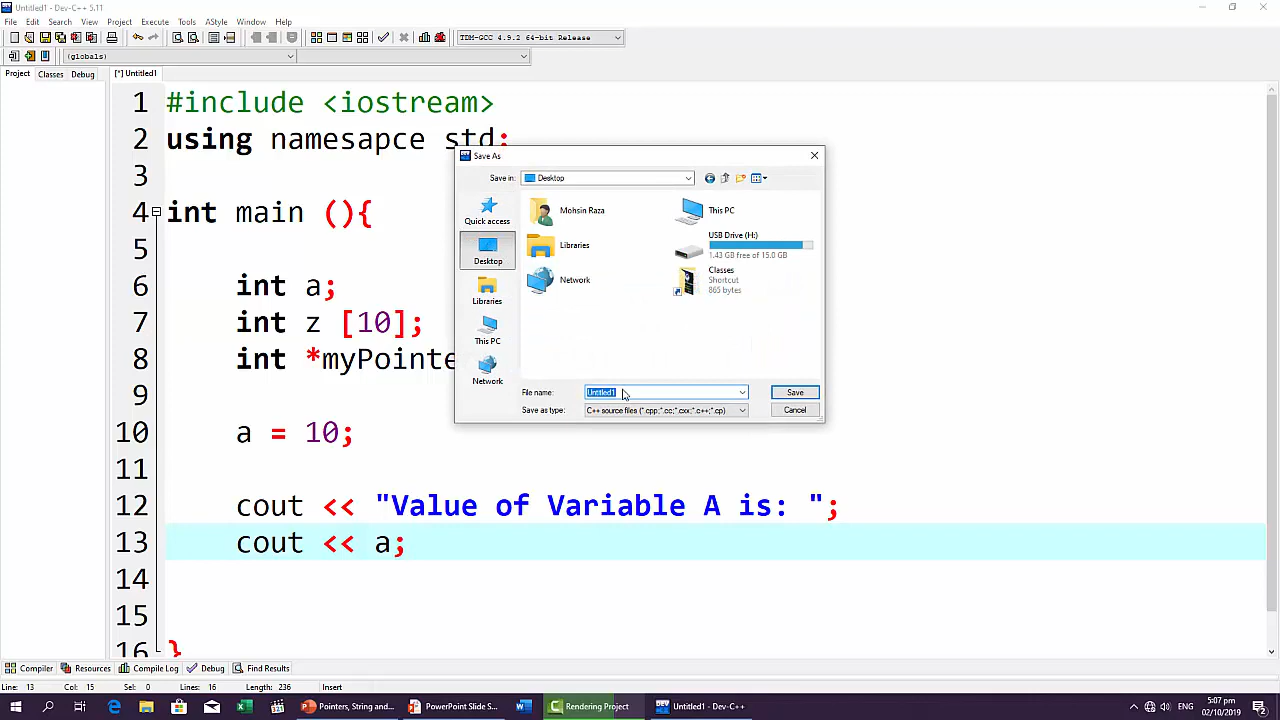 Untitled1 - Dev-C++ 5.11
File Edit Search View Project Execute Tools AStyle Window Help
TDM-GCC 4.9.2 64-bit Release
(globals)
Project Classes Debug [*] Untitled1
1 #include <iostream>
2 using namesapce std;
3
4 int main (){
5
6 int a;
7 int z [10];
8 int *myPointe
9
10 a = 10;
11
12 cout << "Value of Variable A is: ";
13 cout << a;
14
15
16 }
Save As
Save in: Desktop
Quick access
Desktop
Libraries
This PC
Network
Mohsin Raza
Libraries
Network
This PC
USB Drive (H:)
1.43 GB free of 15.0 GB
Classes
Shortcut
865 bytes
File name: Untitled1 Save
Save as type: C++ source files (*.cpp;*.cc;*.cxx;*.c++;*.cp) Cancel
Compiler Resources Compile Log Debug Find Results
Line: 13 Col: 15 Sel: 0 Lines: 16 Length: 236 Insert
Pointers, String and... PowerPoint Slide S... Rendering Project Untitled1 - Dev-C++ ... ENG
5:07 pm
02/10/2019
2